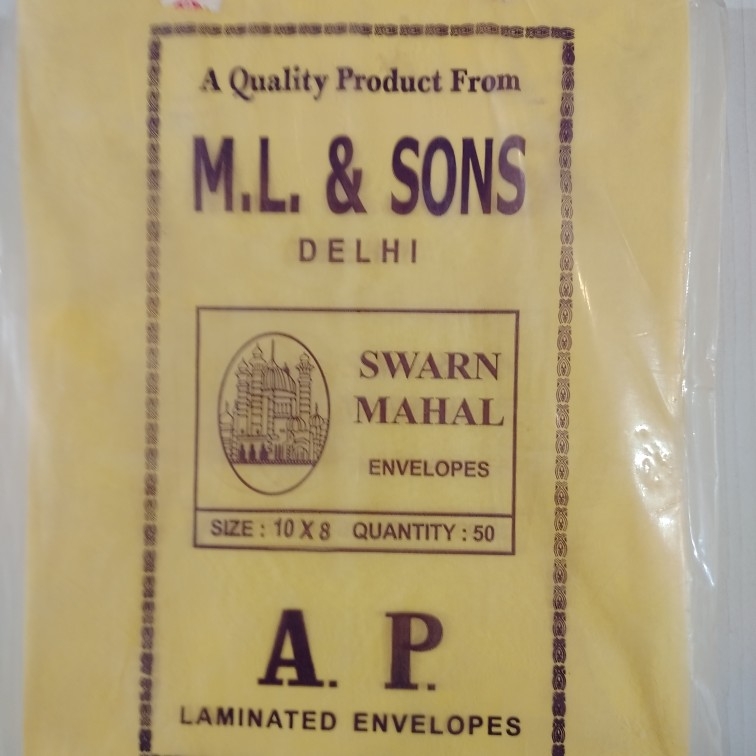 A Quality Product From
M.L. & SONS
DELHI
SWARN
MAHAL
ENVELOPES
SIZE : 10 X 8 QUANTITY : 50
A. P.
LAMINATED ENVELOPES